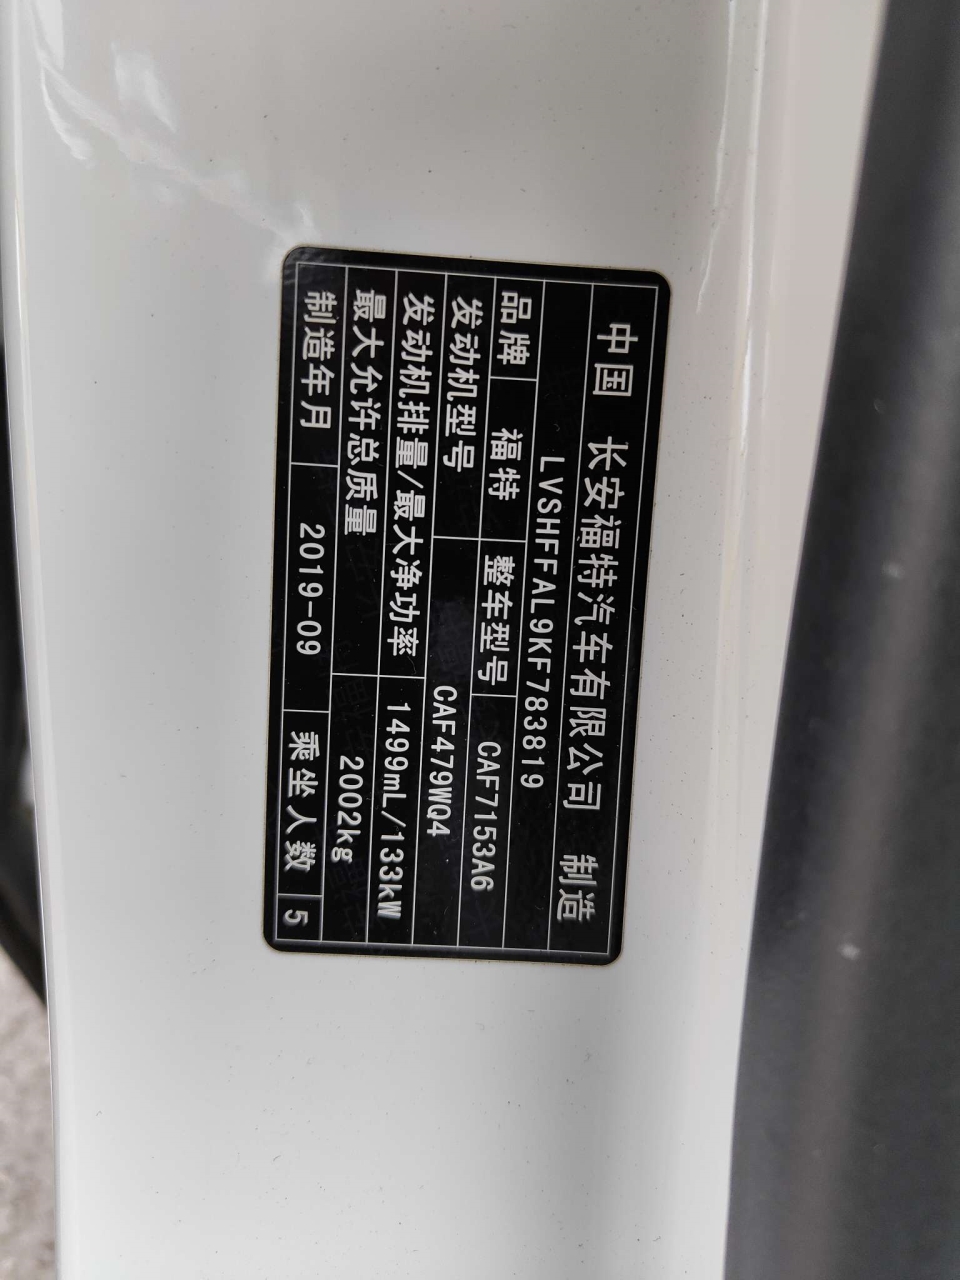 中国 长安福特汽车有限公司 制造
LVSHFFAL9KF783819
品牌 福特 整车型号 CAF7153A6
发动机型号 CAF479WQ4
发动机排量/最大净功率 1499mL/133kW
最大允许总质量 2002kg
制造年月 2019-09 乘坐人数 5